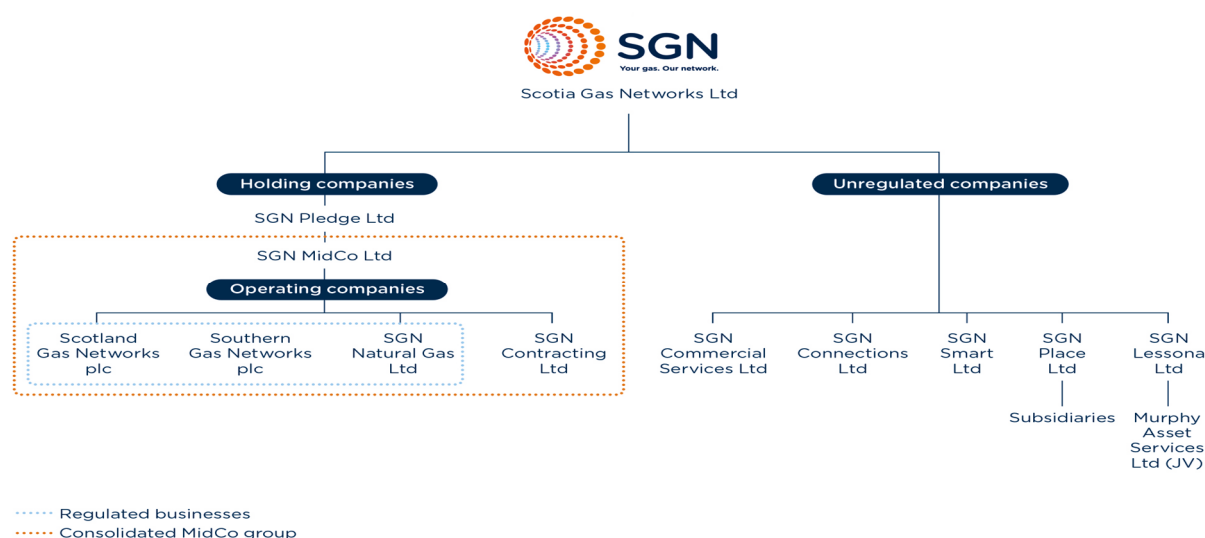 SGN
Your gas. Our network.
Scotia Gas Networks Ltd
Holding companies
Unregulated companies
SGN Pledge Ltd
SGN MidCo Ltd
Operating companies
Scotland
Gas Networks
plc
Southern
Gas Networks
plc
SGN
Natural Gas
Ltd
SGN
Contracting
Ltd
SGN
Commercial
Services Ltd
SGN
Connections
Ltd
SGN
Smart
Ltd
SGN
Place
Ltd
SGN
Lessona
Ltd
Subsidiaries
Murphy
Asset
Services
Ltd (JV)
Regulated businesses
Consolidated MidCo group